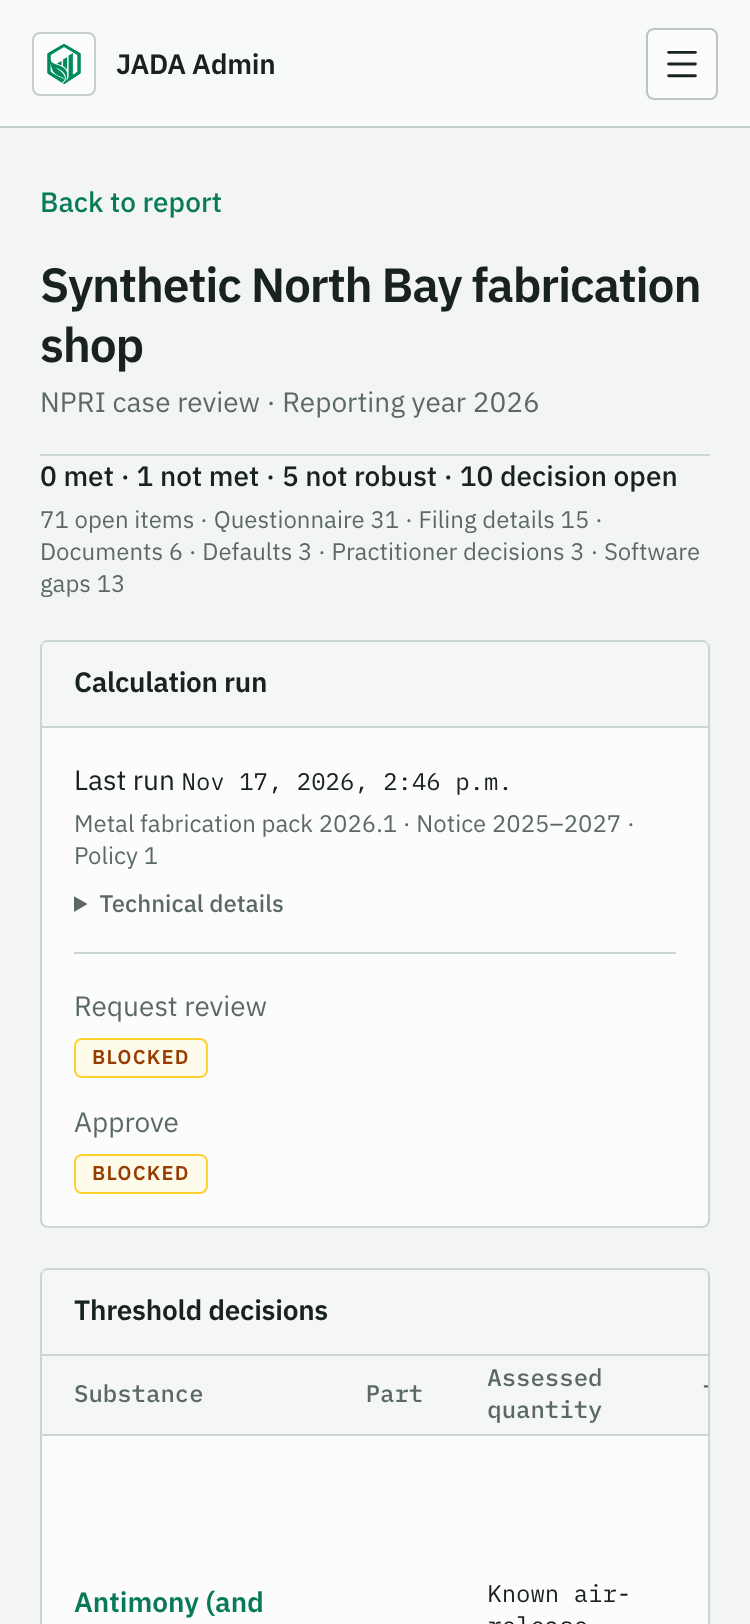 JADA Admin
Back to report
Synthetic North Bay fabrication
shop
NPRI case review · Reporting year 2026
0 met · 1 not met · 5 not robust · 10 decision open
71 open items · Questionnaire 31 · Filing details 15 ·
Documents 6 · Defaults 3 · Practitioner decisions 3 · Software
gaps 13
Calculation run
Last run Nov 17, 2026, 2:46 p.m.
Metal fabrication pack 2026.1 · Notice 2025–2027 ·
Policy 1
Technical details
Request review
BLOCKED
Approve
BLOCKED
Threshold decisions
Substance Part Assessed
quantity
Antimony (and
Known air-